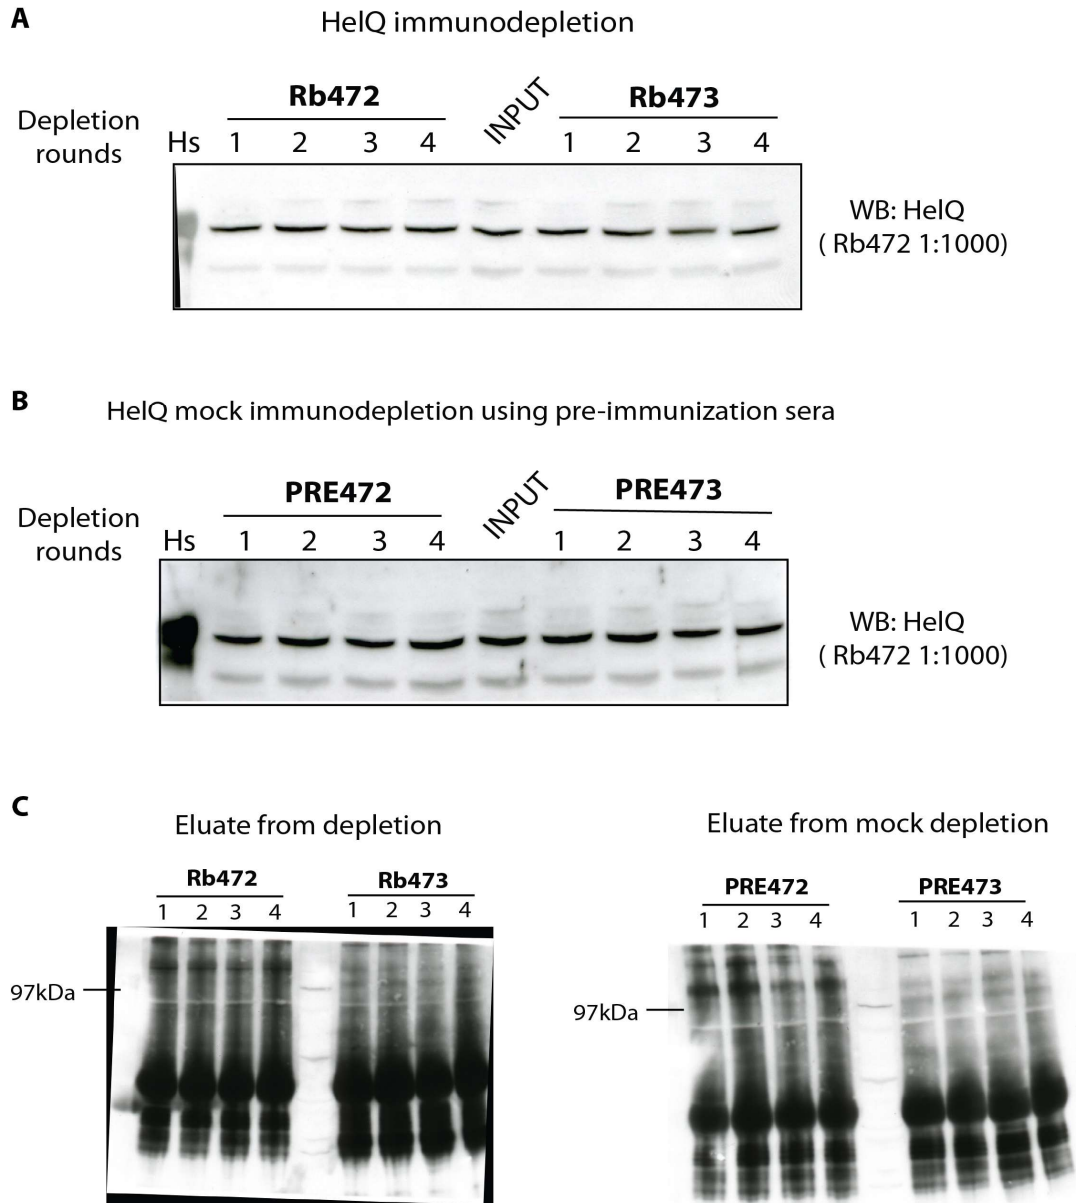 A
HelQ immunodepletion
Depletion
rounds
Rb472
INPUT
Rb473
Hs 1 2 3 4 1 2 3 4
WB: HelQ
( Rb472 1:1000)
B
HelQ mock immunodepletion using pre-immunization sera
Depletion
rounds
PRE472
INPUT
PRE473
Hs 1 2 3 4 1 2 3 4
WB: HelQ
( Rb472 1:1000)
C
Eluate from depletion
Rb472 Rb473
1 2 3 4 1 2 3 4
97kDa
Eluate from mock depletion
PRE472 PRE473
1 2 3 4 1 2 3 4
97kDa